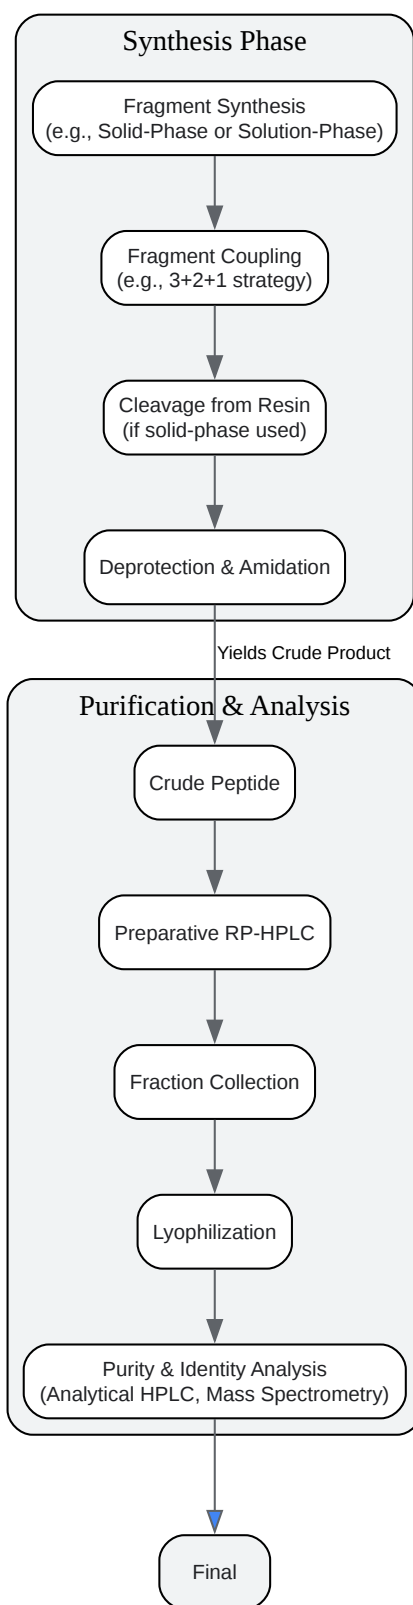 Synthesis Phase
Fragment Synthesis
(e.g., Solid-Phase or Solution-Phase)
Fragment Coupling
(e.g., 3+2+1 strategy)
Cleavage from Resin
(if solid-phase used)
Deprotection & Amidation
Yields Crude Product
Purification & Analysis
Crude Peptide
Preparative RP-HPLC
Fraction Collection
Lyophilization
Purity & Identity Analysis
(Analytical HPLC, Mass Spectrometry)
Final